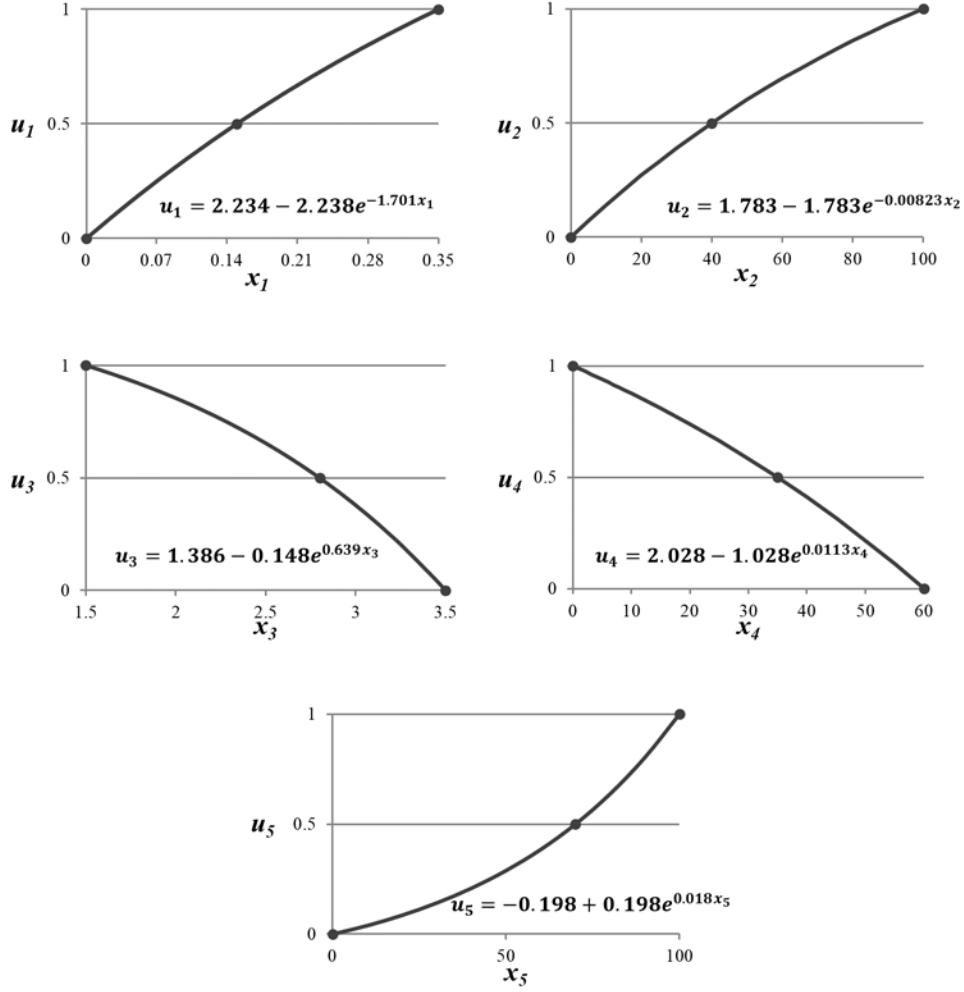 1
u₁ 0.5
u₁ = 2.234 − 2.238e^{−1.701x₁}
0
0 0.07 0.14 0.21 0.28 0.35
x₁
1
u₂ 0.5
u₂ = 1.783 − 1.783e^{−0.00823x₂}
0
0 20 40 60 80 100
x₂
1
u₃ 0.5
u₃ = 1.386 − 0.148e^{0.639x₃}
0
1.5 2 2.5 3 3.5
x₃
1
u₄ 0.5
u₄ = 2.028 − 1.028e^{0.0113x₄}
0
0 10 20 30 40 50 60
x₄
1
u₅ 0.5
u₅ = −0.198 + 0.198e^{0.018x₅}
0
0 50 100
x₅